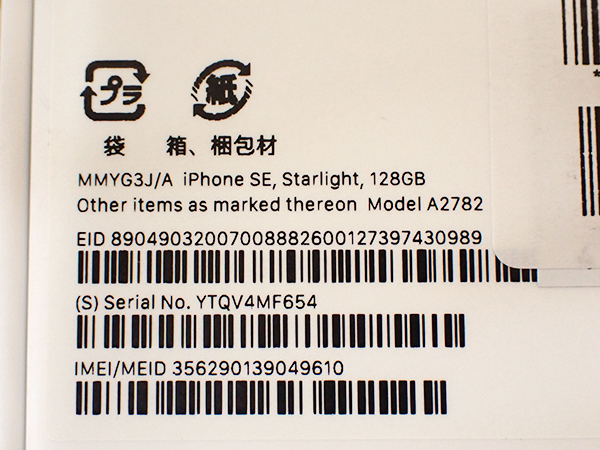 プラ 紙
袋 箱、梱包材
MMYG3J/A iPhone SE, Starlight, 128GB
Other items as marked thereon Model A2782
EID 89049032007008882600127397430989
(S) Serial No. YTQV4MF654
IMEI/MEID 356290139049610
*